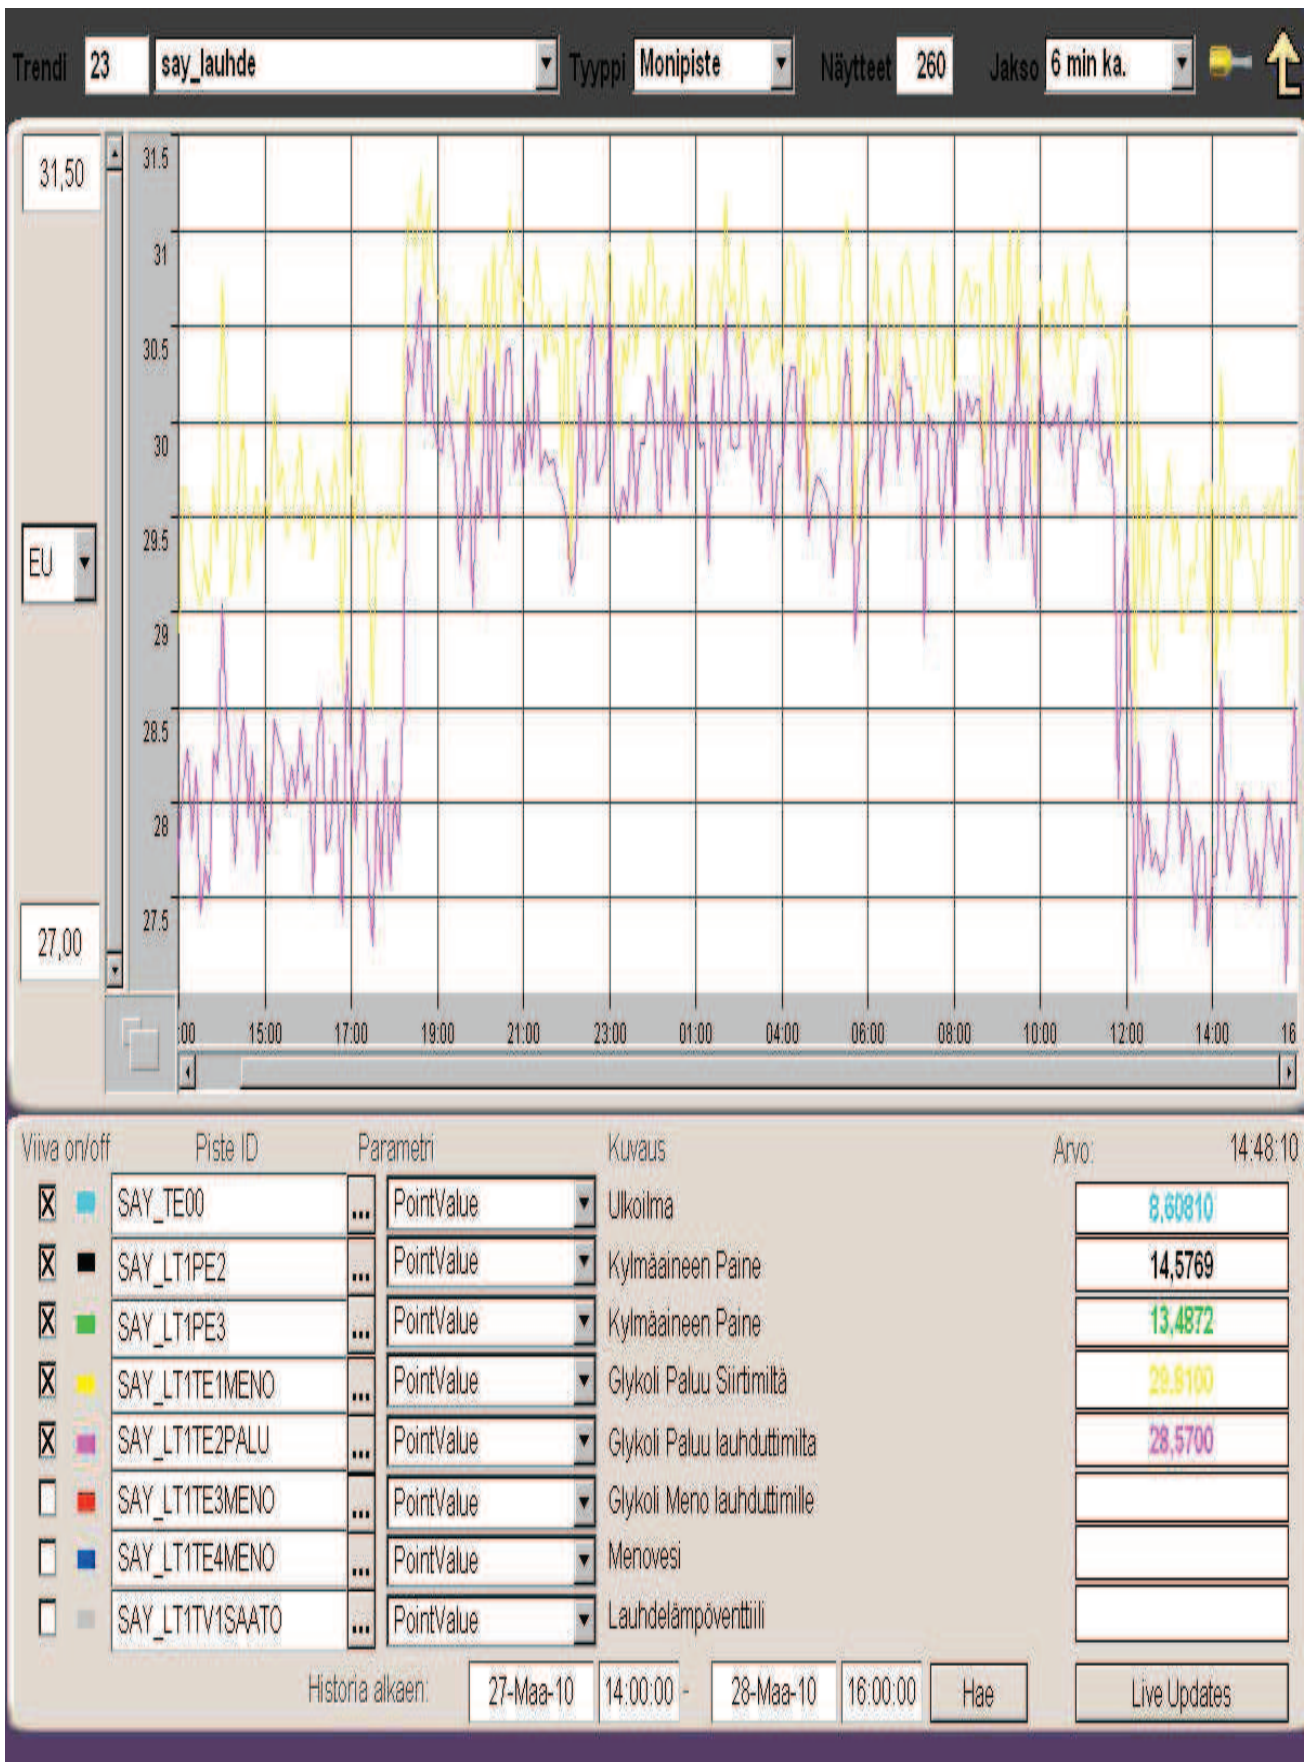 Trendi 23 say_lauhde Tyyppi Monipiste Näytteet 260 Jakso 6 min ka.
31,50
31.5
31
30.5
30
29.5
EU
29
28.5
28
27.5
27,00
:00 15:00 17:00 19:00 21:00 23:00 01:00 04:00 06:00 08:00 10:00 12:00 14:00 16
Viiva on/off Piste ID Parametri Kuvaus Arvo: 14:48:10
SAY_TE00 ... PointValue Ulkoilma 8,60810
SAY_LT1PE2 ... PointValue Kylmäaineen Paine 14,5769
SAY_LT1PE3 ... PointValue Kylmäaineen Paine 13,4872
SAY_LT1TE1MENO ... PointValue Glykoli Paluu Siirtimiltä 29.8100
SAY_LT1TE2PALU ... PointValue Glykoli Paluu lauhduttimilta 28,5700
SAY_LT1TE3MENO ... PointValue Glykoli Meno lauhduttimille
SAY_LT1TE4MENO ... PointValue Menovesi
SAY_LT1TV1SAATO ... PointValue Lauhdelämpöventtiili
Historia alkaen: 27-Maa-10 14:00:00 - 28-Maa-10 16:00:00 Hae Live Updates